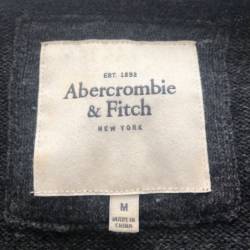 EST. 1892
Abercrombie
& Fitch
NEW YORK
M
MADE IN
CHINA